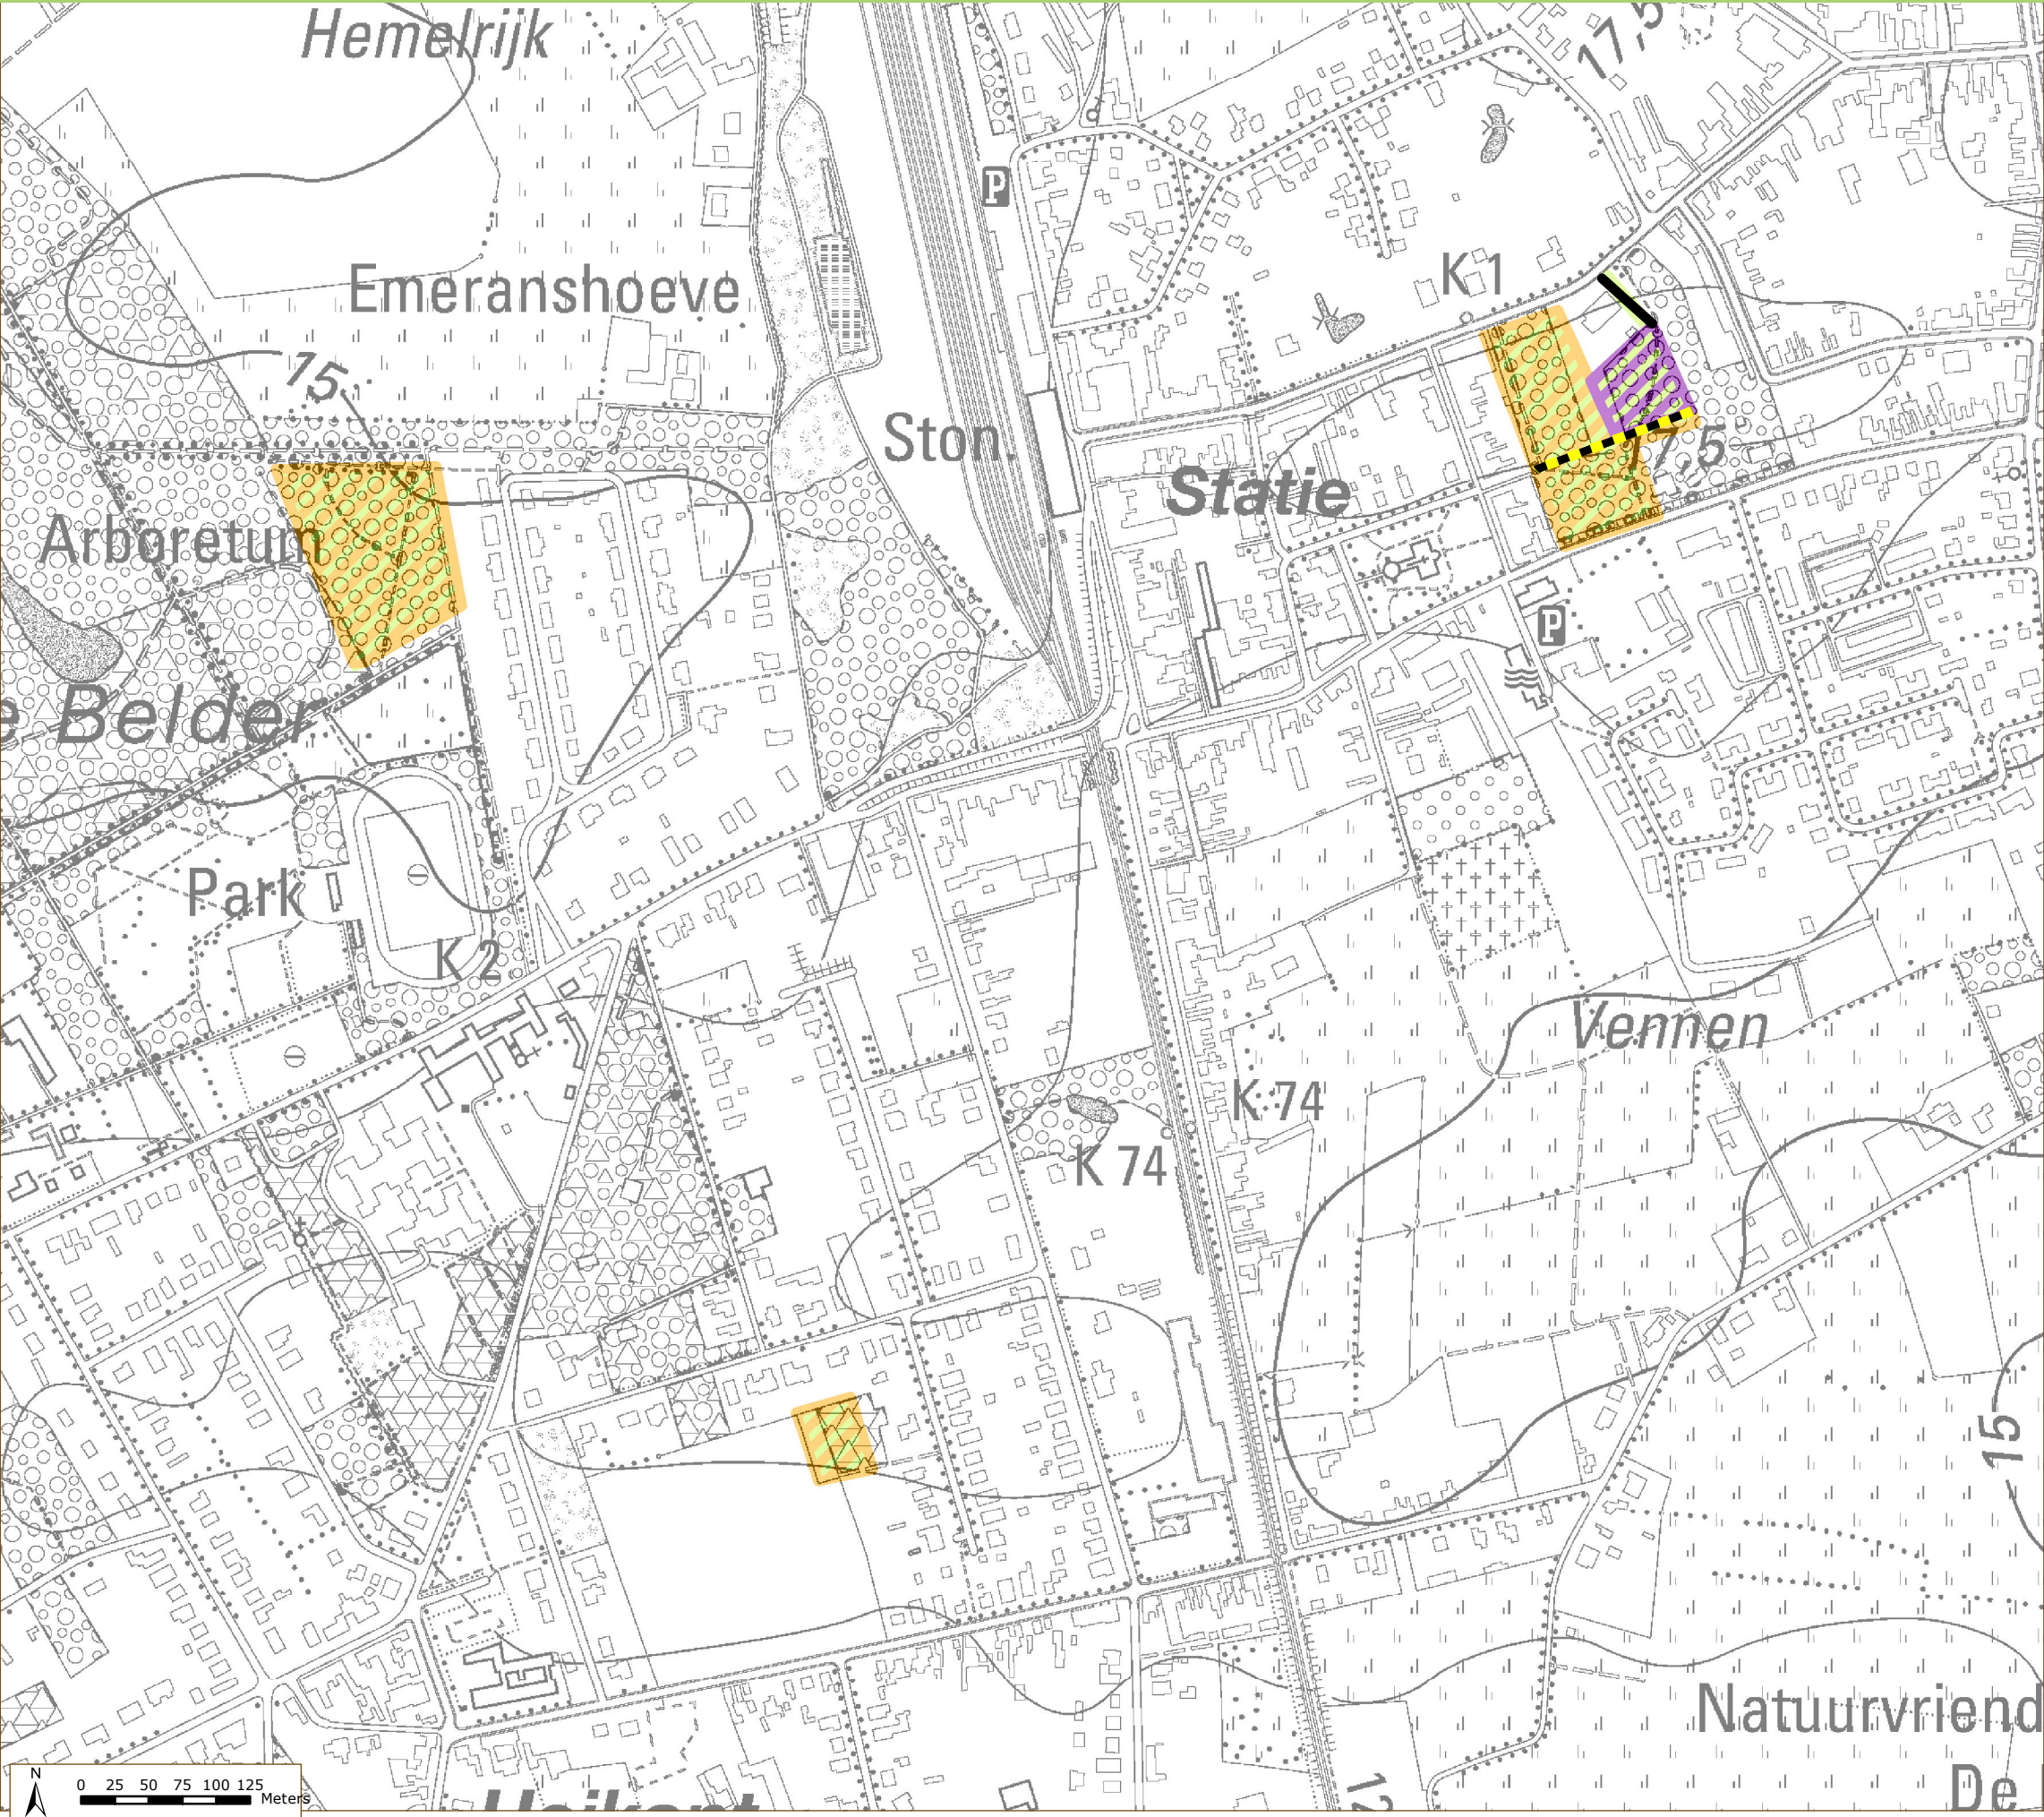 Hemelrijk
17,5
P
Emeranshoeve
K 1
15
Ston.
17,5
Statie
Arboretum
P
e Belder
Park
K 2
Vennen
K 74
K 74
15
Natuurvriend
N
0 25 50 75 100 125
Meters
De
12